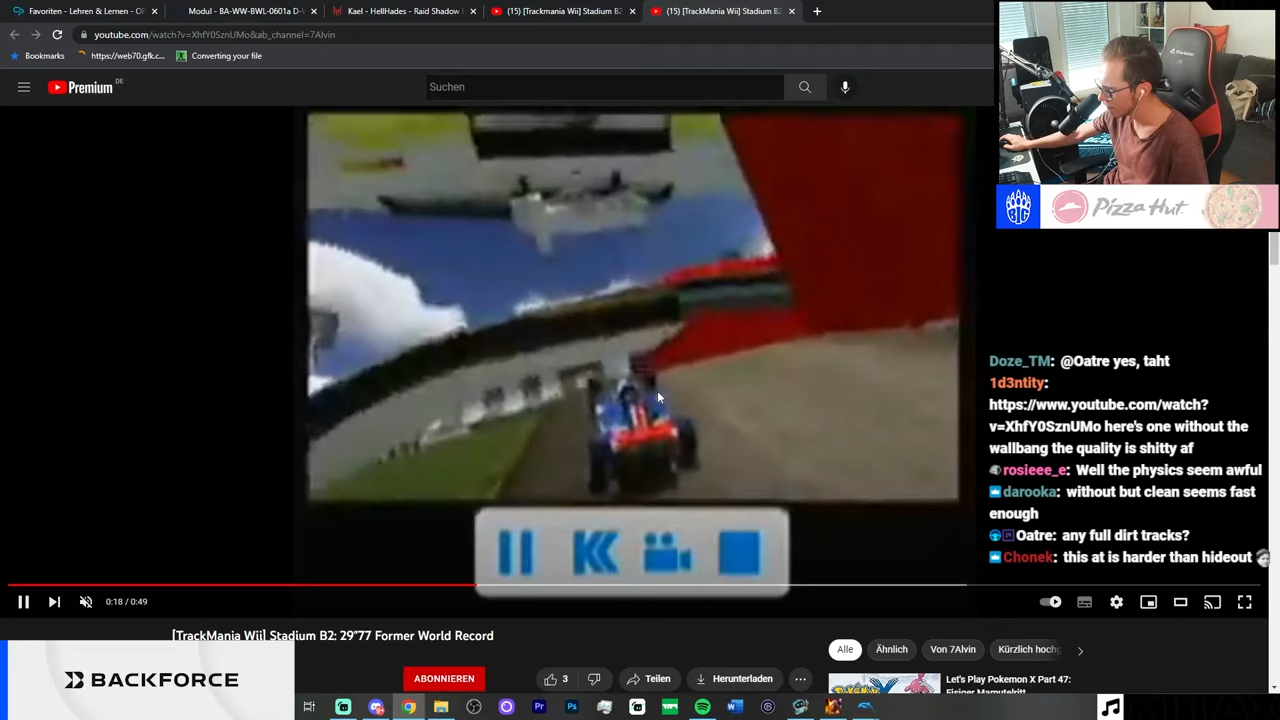 Favoriten - Lehren & Lernen - OP
Modul - BA-WW-BWL-0601a D-
Kael - HellHades - Raid Shadow
(15) [Trackmania Wii] Stadium B2:
(15) [TrackMania Wii] Stadium B2:
youtube.com/watch?v=XhfY0SznUMo&ab_channel=7Alvin
Bookmarks
https://web70.gfk.c...
Converting your file
Premium DE
Suchen
Pizza Hut
Doze_TM: @Oatre yes, taht
1d3ntity:
https://www.youtube.com/watch?
v=XhfY0SznUMo here's one without the
wallbang the quality is shitty af
rosieee_e: Well the physics seem awful
darooka: without but clean seems fast
enough
Oatre: any full dirt tracks?
Chonek: this at is harder than hideout
0:18 / 0:49
[TrackMania Wii] Stadium B2: 29"77 Former World Record
BACKFORCE
ABONNIEREN
3
Teilen
Herunterladen
Alle
Ähnlich
Von 7Alvin
Kürzlich hochg
Let's Play Pokemon X Part 47:
Eisiger Mamutelritt